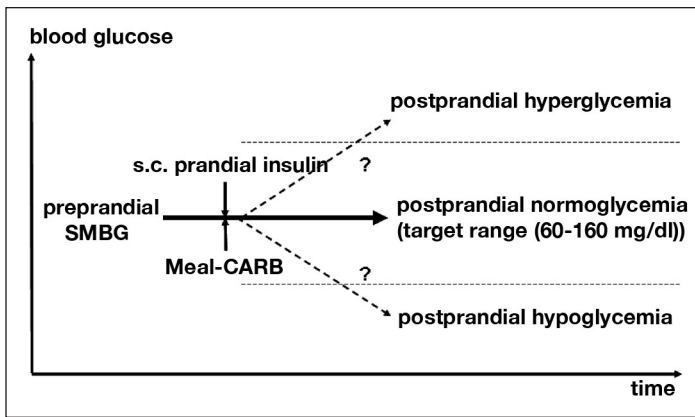 blood glucose
postprandial hyperglycemia
s.c. prandial insulin
?
preprandial
SMBG
postprandial normoglycemia
(target range (60-160 mg/dl))
Meal-CARB
?
postprandial hypoglycemia
time